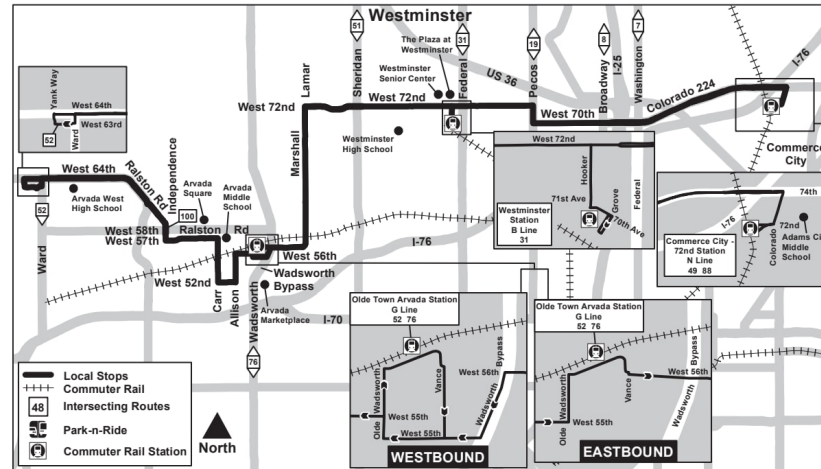 Westminster
51
31
19
8
7
The Plaza at
Westminster
Westminster
Senior Center
Sheridan
Federal
US 36
Pecos
Broadway
I-25
Washington
I-76
Lamar
West 72nd
West 72nd
West 70th
Colorado 224
Commerce
City
Marshall
Westminster
High School
Yank Way
West 64th
West 63rd
52
Ward
West 64th
Ralston Rd
Independence
Arvada
Square
Arvada
Middle
School
100
Arvada West
High School
52
Ward
West 58th
West 57th
Ralston Rd
West 56th
I-76
Wadsworth
Bypass
West 52nd
Carr
Allison
Wadsworth
Arvada
Marketplace
I-70
76
West 72nd
Hooker
71st Ave
Grove
70th Ave
Federal
Westminster
Station
B Line
31
74th
I-76
72nd
Colorado
Adams Ci
Middle
School
Commerce City -
72nd Station
N Line
49 88
Olde Town Arvada Station
G Line
52 76
Bypass
West 56th
Olde Wadsworth
Vance
Wadsworth
West 55th
West 55th
WESTBOUND
Olde Town Arvada Station
G Line
52 76
Bypass
West 56th
Vance
Olde Wadsworth
West 55th
Wadsworth
EASTBOUND
Local Stops
Commuter Rail
48 Intersecting Routes
Park-n-Ride
Commuter Rail Station
North